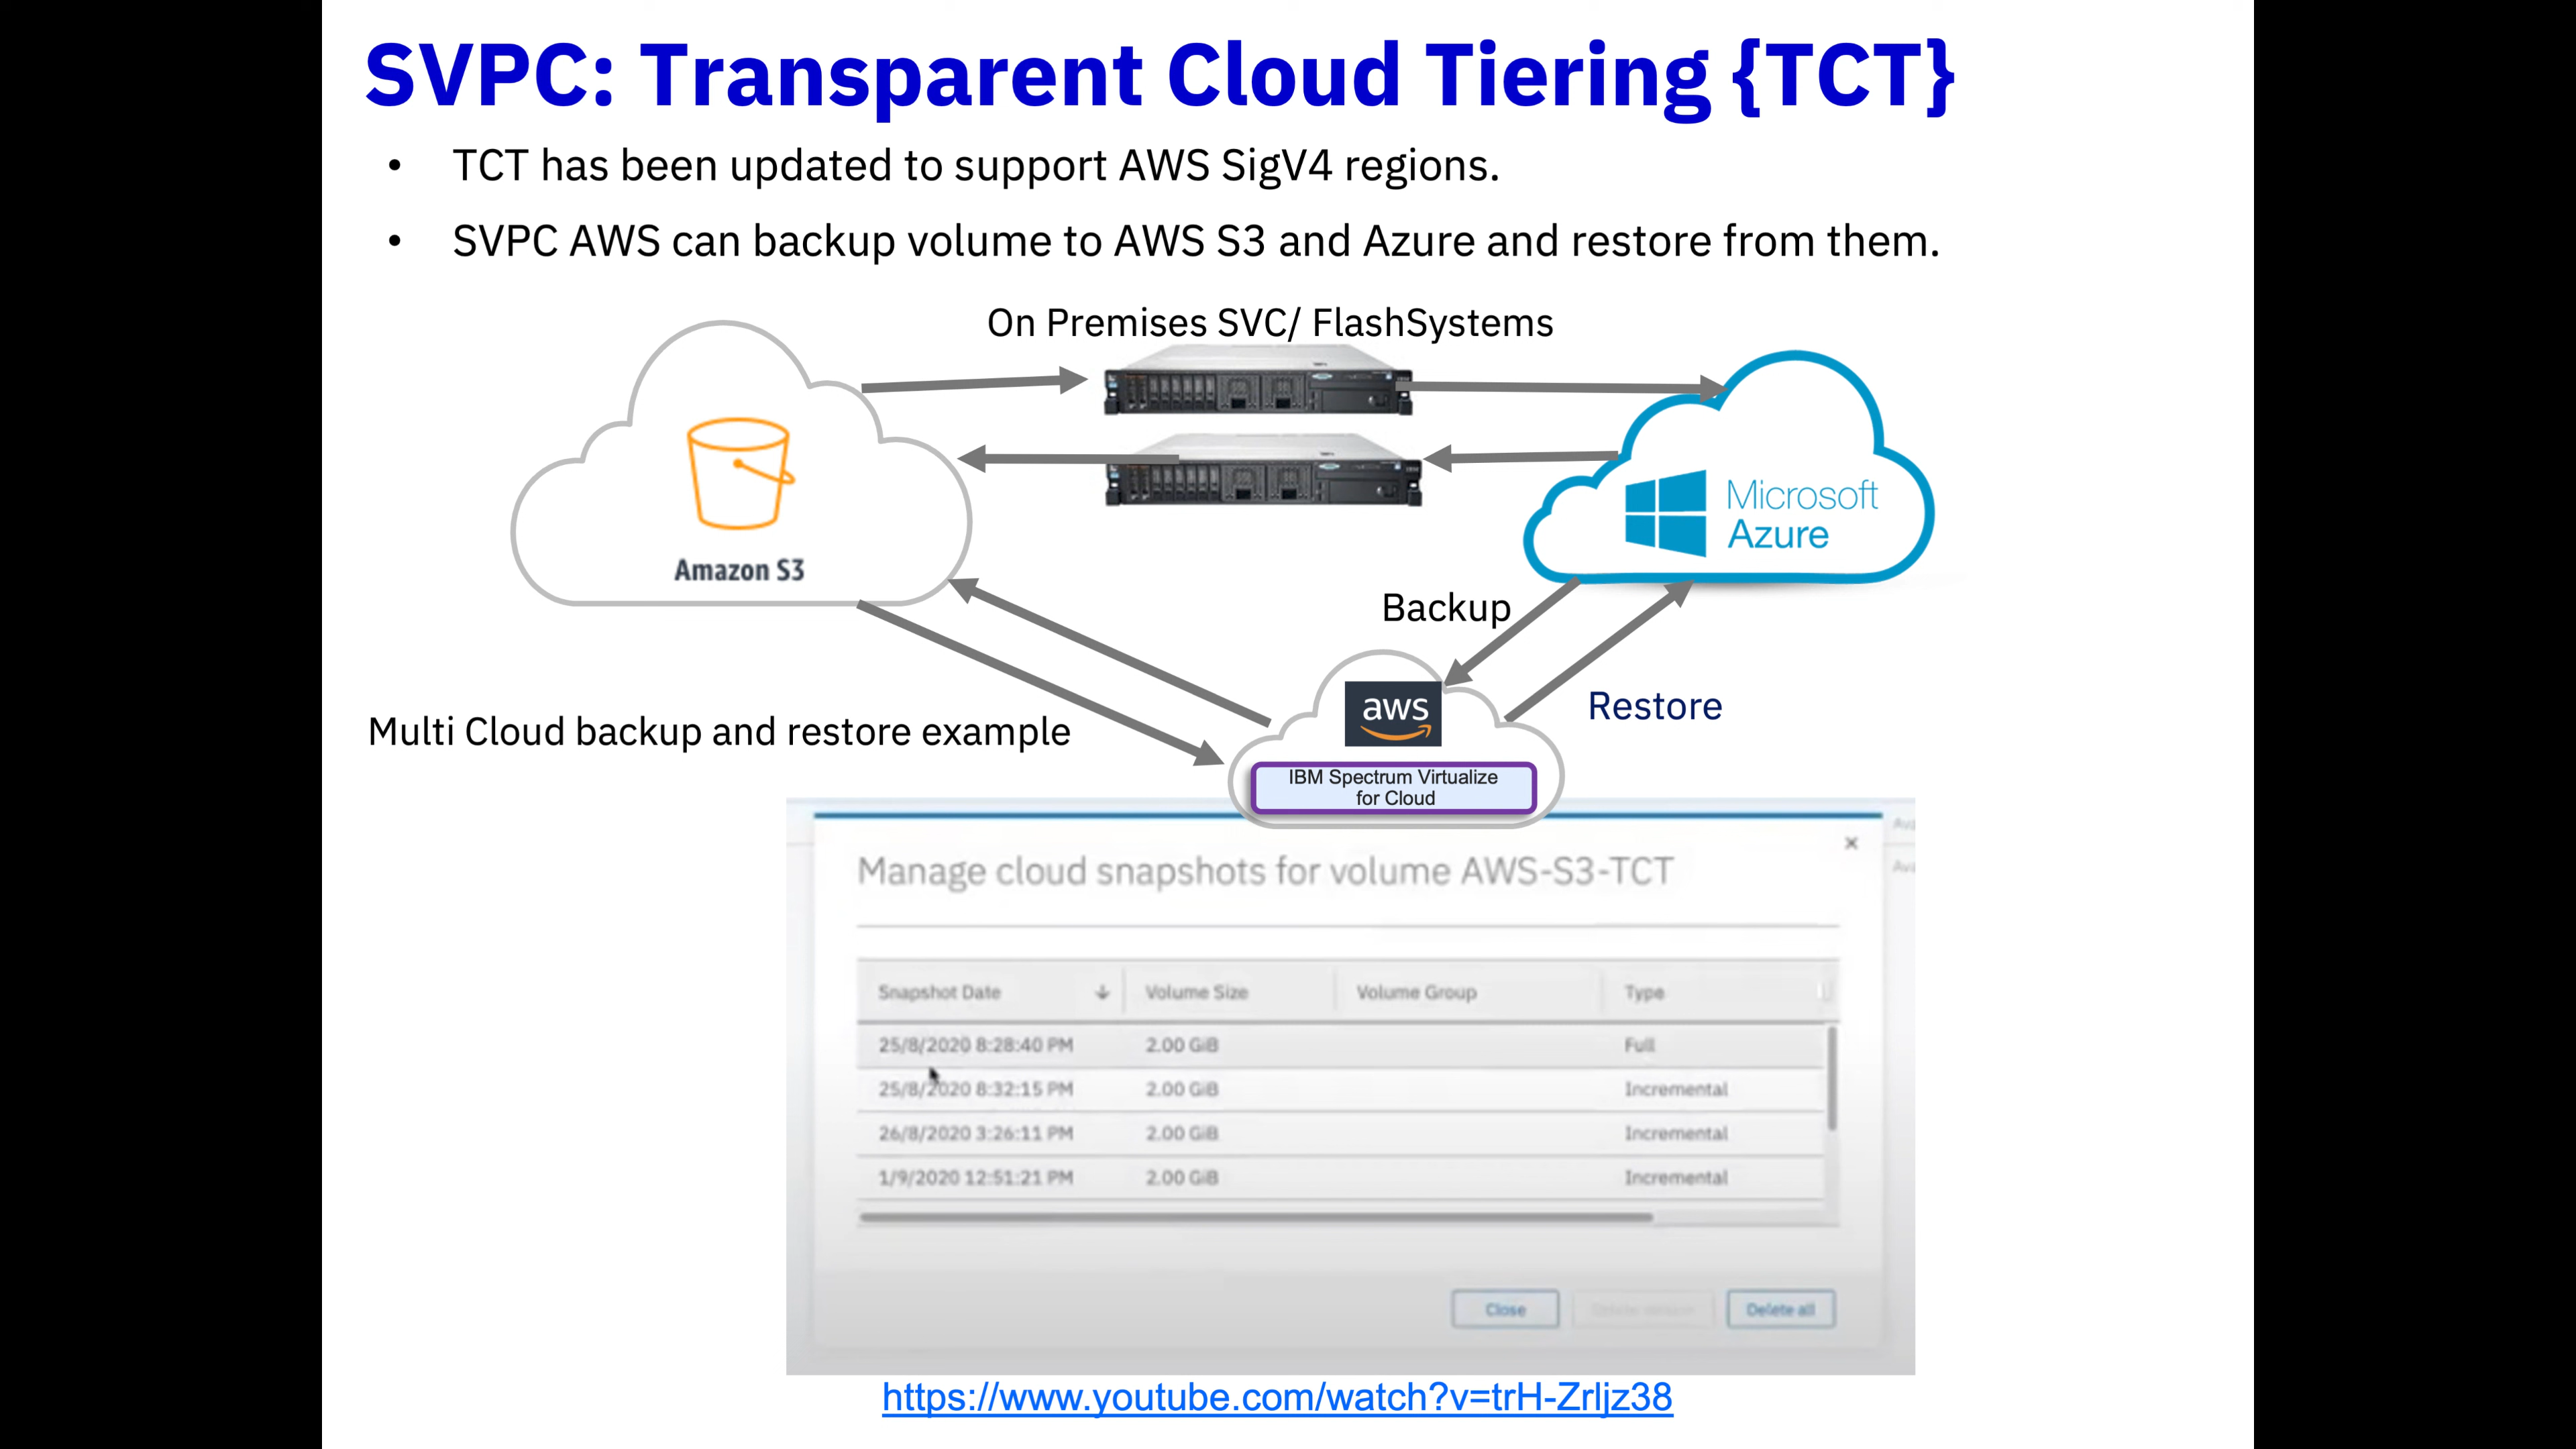 SVPC: Transparent Cloud Tiering {TCT}
• TCT has been updated to support AWS SigV4 regions.
• SVPC AWS can backup volume to AWS S3 and Azure and restore from them.
On Premises SVC/ FlashSystems
Amazon S3
Microsoft
Azure
Backup
Restore
aws
IBM Spectrum Virtualize
for Cloud
Multi Cloud backup and restore example
Manage cloud snapshots for volume AWS-S3-TCT
Snapshot Date Volume Size Volume Group Type
25/8/2020 8:28:40 PM 2.00 GiB Full
25/8/2020 8:32:15 PM 2.00 GiB Incremental
26/8/2020 3:26:11 PM 2.00 GiB Incremental
1/9/2020 12:51:21 PM 2.00 GiB Incremental
Close Delete all
https://www.youtube.com/watch?v=trH-Zrljz38